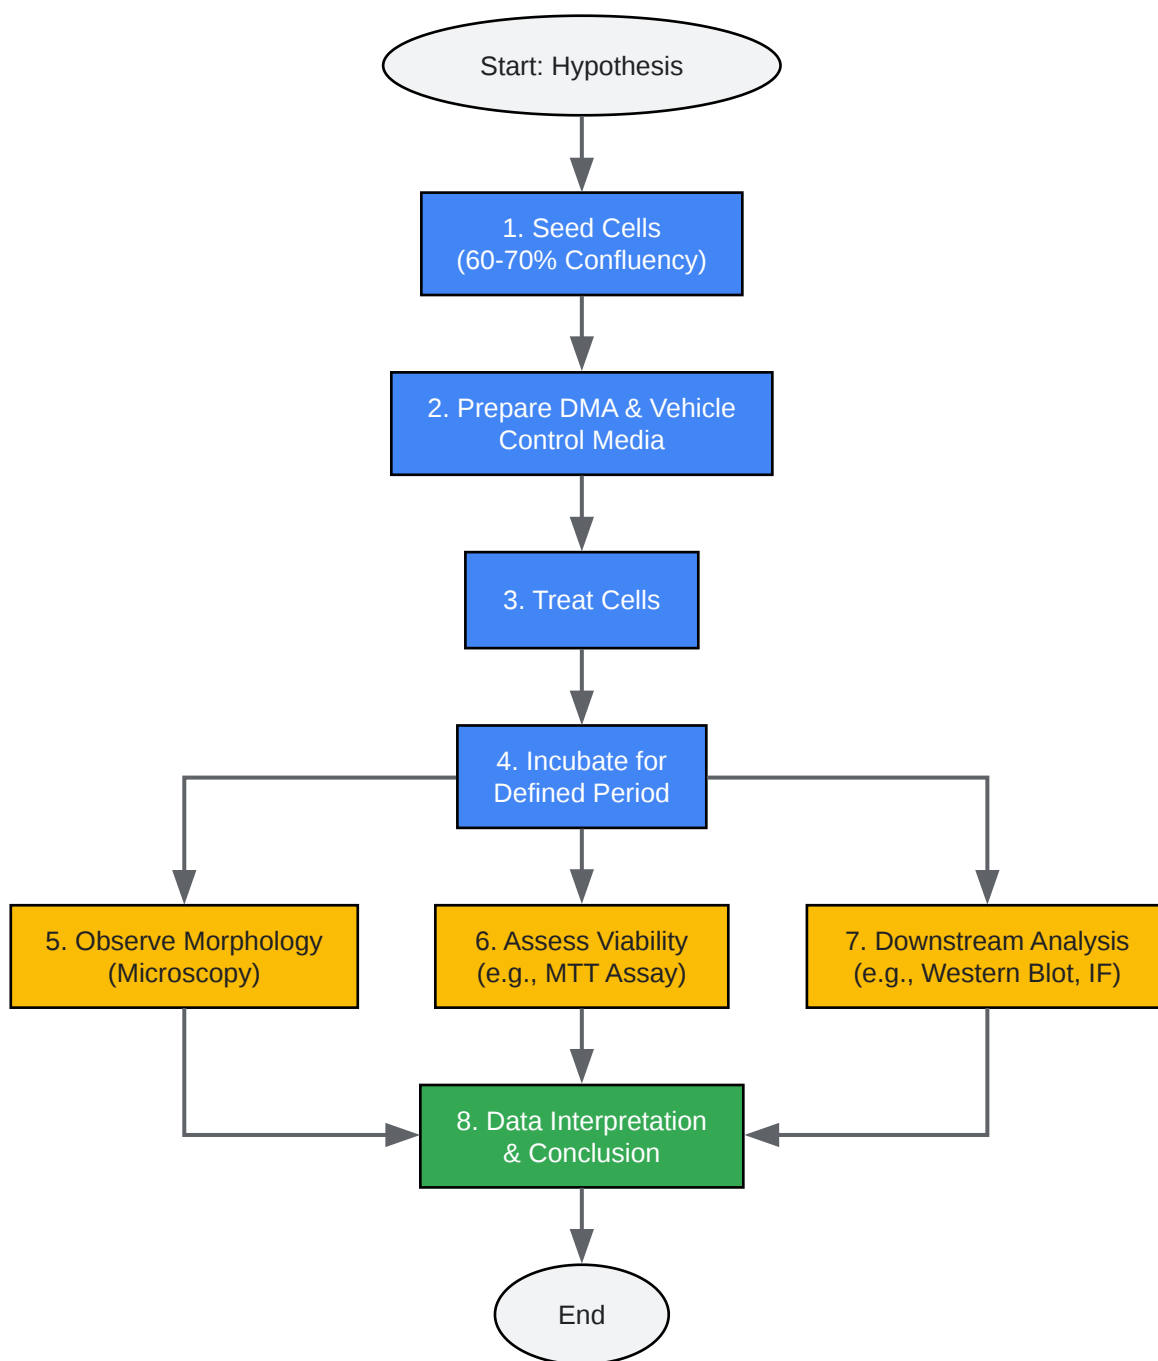 Start: Hypothesis
1. Seed Cells
(60-70% Confluency)
2. Prepare DMA & Vehicle
Control Media
3. Treat Cells
4. Incubate for
Defined Period
5. Observe Morphology
(Microscopy)
6. Assess Viability
(e.g., MTT Assay)
7. Downstream Analysis
(e.g., Western Blot, IF)
8. Data Interpretation
& Conclusion
End